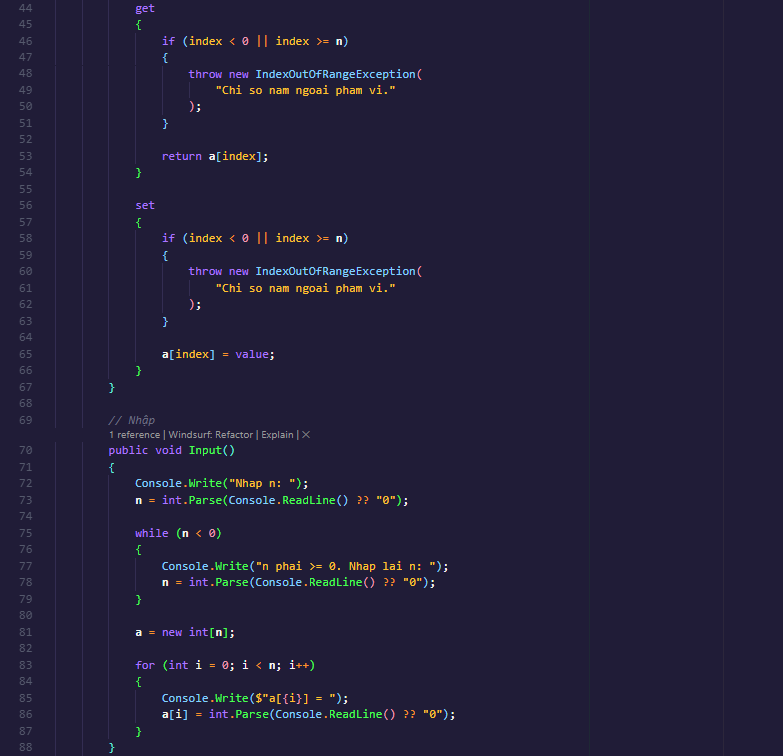 44 get
45 {
46 if (index < 0 || index >= n)
47 {
48 throw new IndexOutOfRangeException(
49 "Chi so nam ngoai pham vi."
50 );
51 }
52
53 return a[index];
54 }
55
56 set
57 {
58 if (index < 0 || index >= n)
59 {
60 throw new IndexOutOfRangeException(
61 "Chi so nam ngoai pham vi."
62 );
63 }
64
65 a[index] = value;
66 }
67 }
68
69 // Nhập
1 reference | Windsurf: Refactor | Explain | ×
70 public void Input()
71 {
72 Console.Write("Nhap n: ");
73 n = int.Parse(Console.ReadLine() ?? "0");
74
75 while (n < 0)
76 {
77 Console.Write("n phai >= 0. Nhap lai n: ");
78 n = int.Parse(Console.ReadLine() ?? "0");
79 }
80
81 a = new int[n];
82
83 for (int i = 0; i < n; i++)
84 {
85 Console.Write($"a[{i}] = ");
86 a[i] = int.Parse(Console.ReadLine() ?? "0");
87 }
88 }